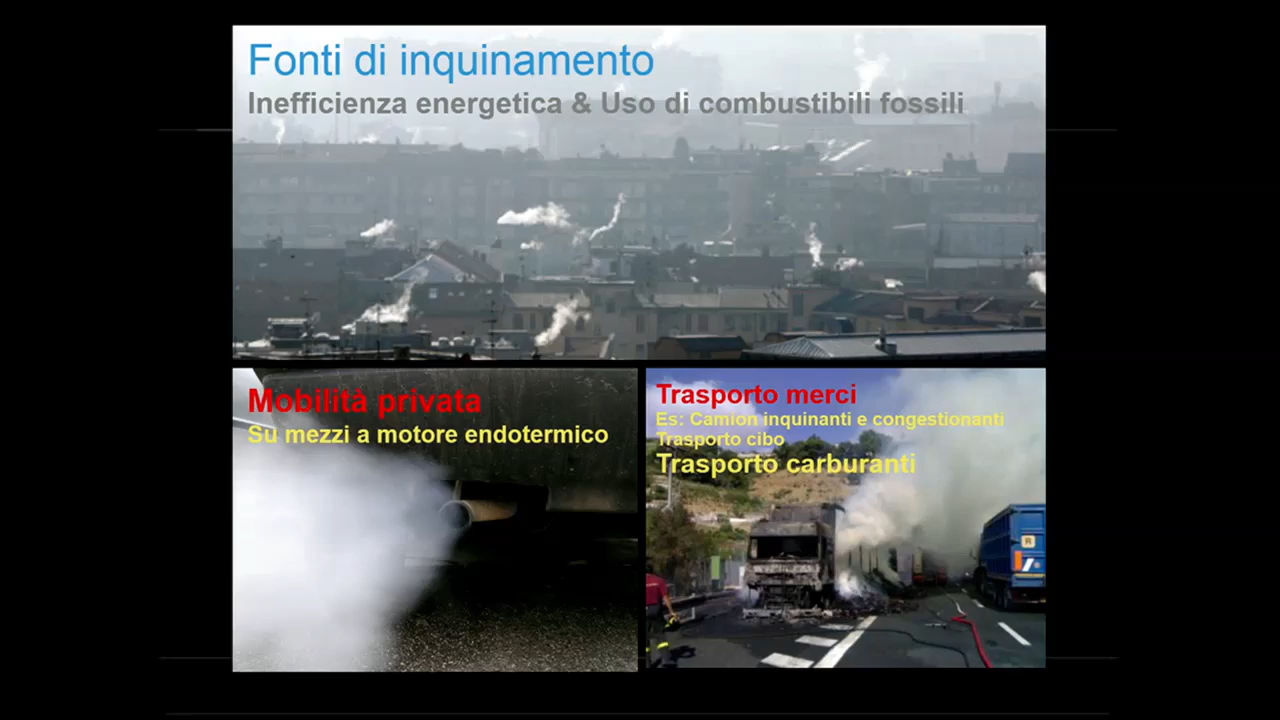 Fonti di inquinamento
Inefficienza energetica & Uso di combustibili fossili
Mobilità privata
Su mezzi a motore endotermico
Trasporto merci
Es: Camion inquinanti e congestionanti
Trasporto cibo
Trasporto carburanti
R